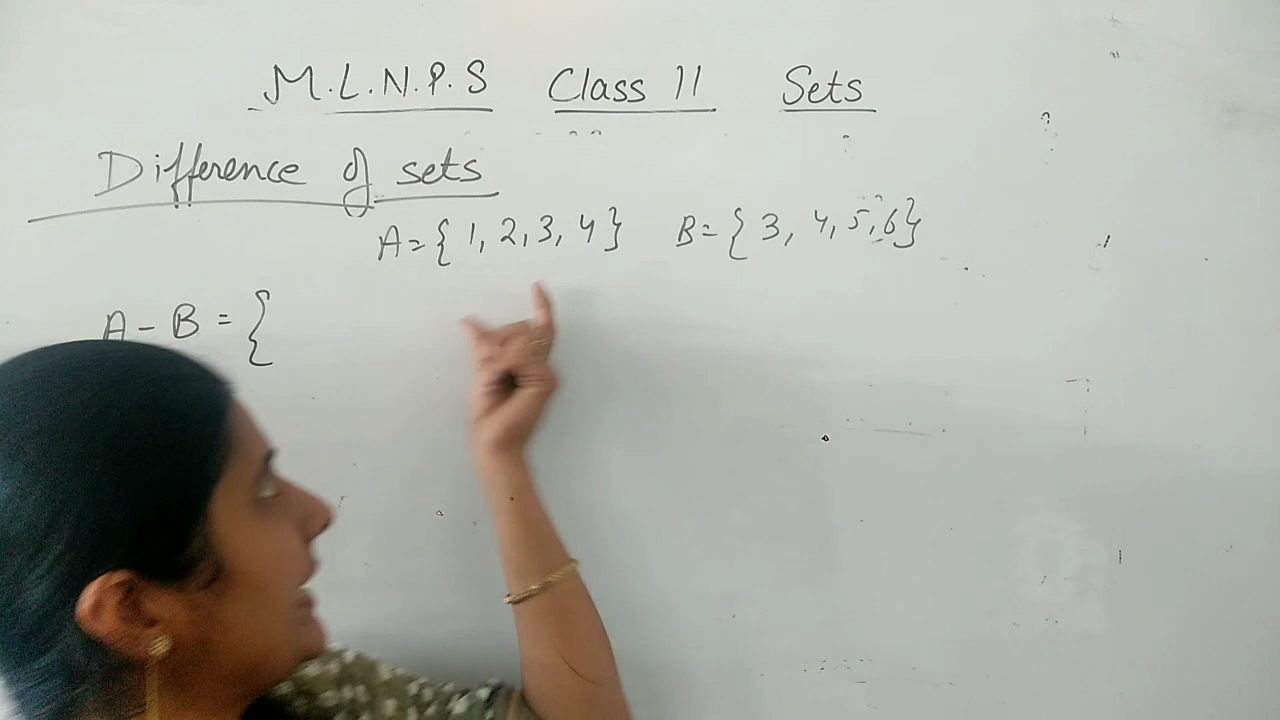 M.L.N.P.S Class 11 Sets
Difference of sets
A={1,2,3,4} B={3,4,5,6}
A-B={